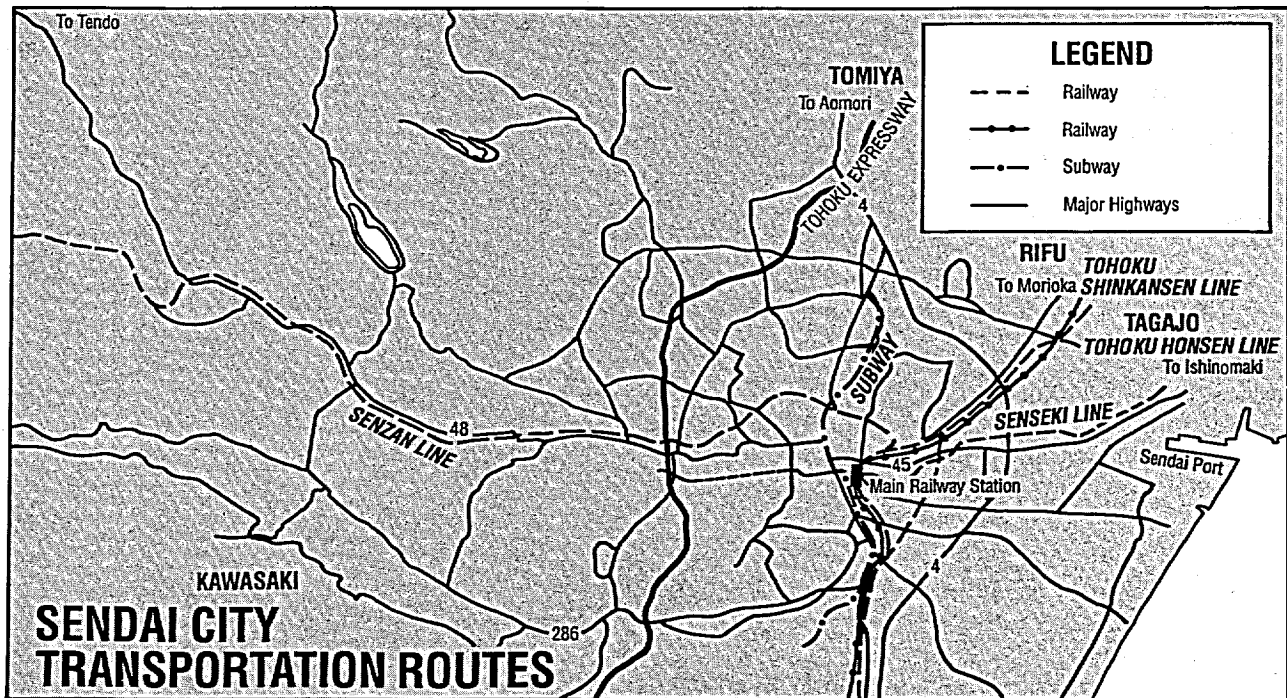 To Tendo
TOMIYA
To Aomori
TOHOKU EXPRESSWAY
4
LEGEND
Railway
Railway
Subway
Major Highways
RIFU
To Morioka
TOHOKU
SHINKANSEN LINE
TAGAJO
TOHOKU HONSEN LINE
To Ishinomaki
SUBWAY
SENSEKI LINE
48
SENZAN LINE
45
Sendai Port
Main Railway Station
4
KAWASAKI
286
SENDAI CITY
TRANSPORTATION ROUTES